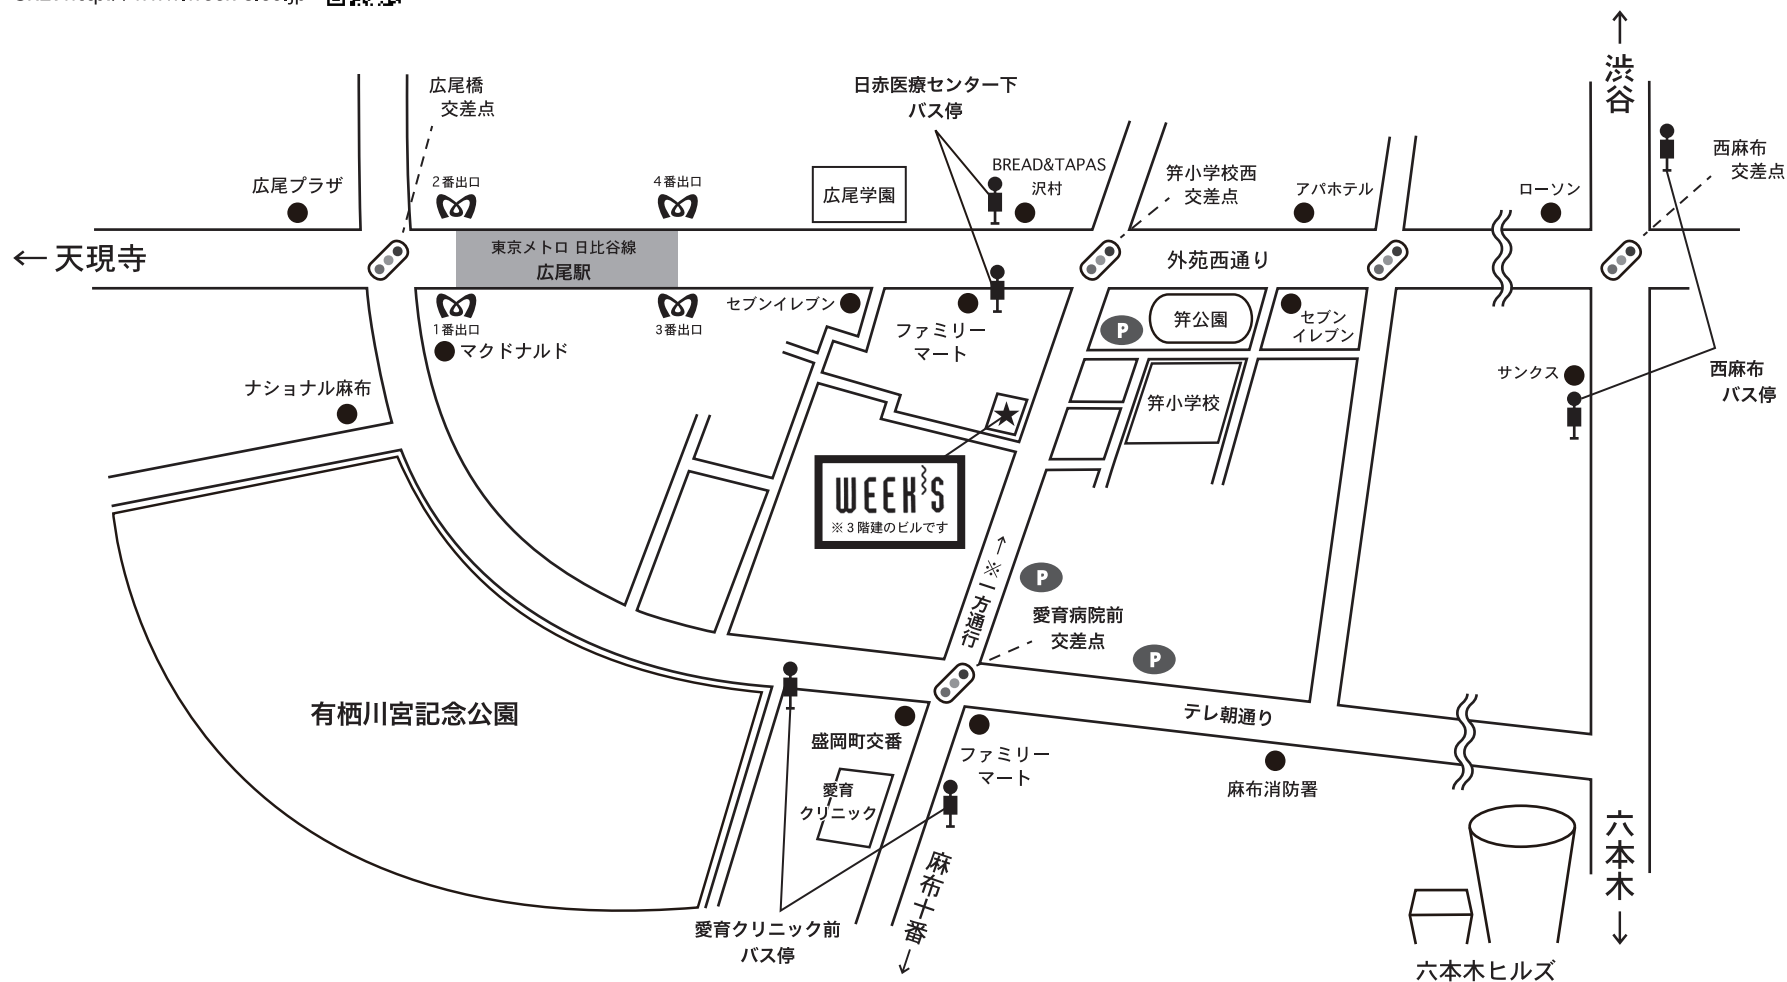 渋谷
広尾橋
交差点
日赤医療センター下
バス停
西麻布
交差点
BREAD&TAPAS
沢村
笄小学校西
交差点
広尾プラザ
2番出口
4番出口
広尾学園
アパホテル
ローソン
天現寺
東京メトロ 日比谷線
広尾駅
外苑西通り
1番出口
3番出口
セブンイレブン
ファミリー
マート
P
笄公園
セブン
イレブン
マクドナルド
ナショナル麻布
サンクス
西麻布
バス停
笄小学校
WEEK'S
※3階建のビルです
※一方通行
P
愛育病院前
交差点
P
有栖川宮記念公園
テレ朝通り
盛岡町交番
ファミリー
マート
麻布消防署
愛育
クリニック
六本木
麻布十番
愛育クリニック前
バス停
六本木ヒルズ